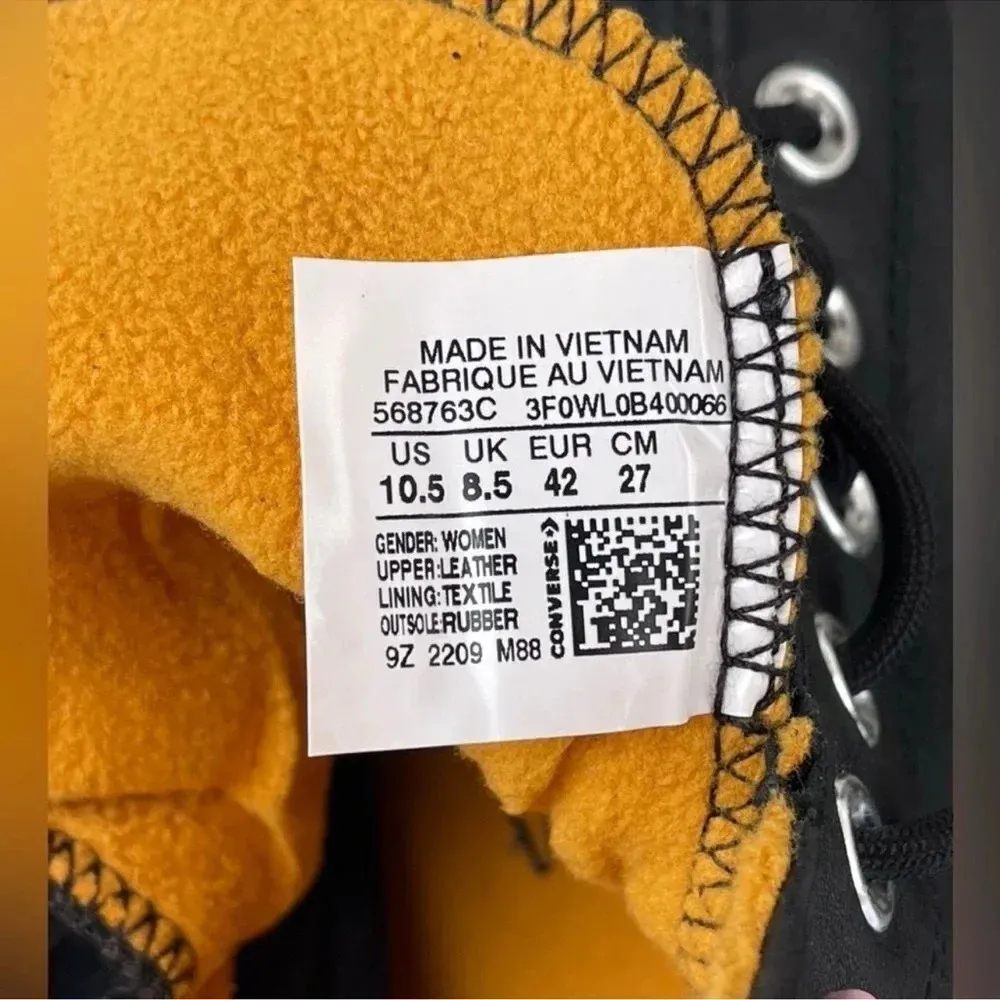 MADE IN VIETNAM
FABRIQUE AU VIETNAM
568763C 3F0WL0B400066
US UK EUR CM
10.5 8.5 42 27
GENDER: WOMEN
UPPER:LEATHER
LINING:TEXTILE
OUTSOLE:RUBBER
9Z 2209 M88
CONVERSE